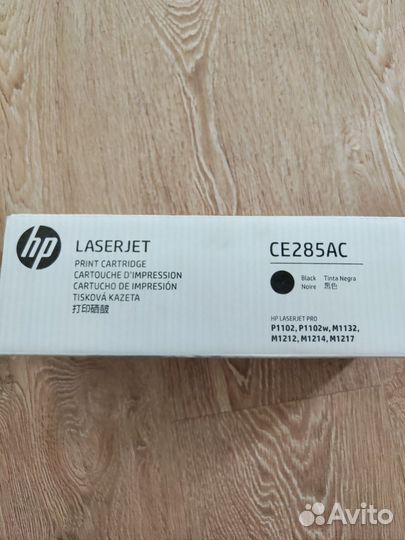 hp
LASERJET
PRINT CARTRIDGE
CARTOUCHE D'IMPRESSION
CARTUCHO DE IMPRESIÓN
TISKOVÁ KAZETA
打印硒鼓
CE285AC
Black Tinta Negra
Noire 黑色
HP LASERJET PRO
P1102, P1102w, M1132,
M1212, M1214, M1217
Avito